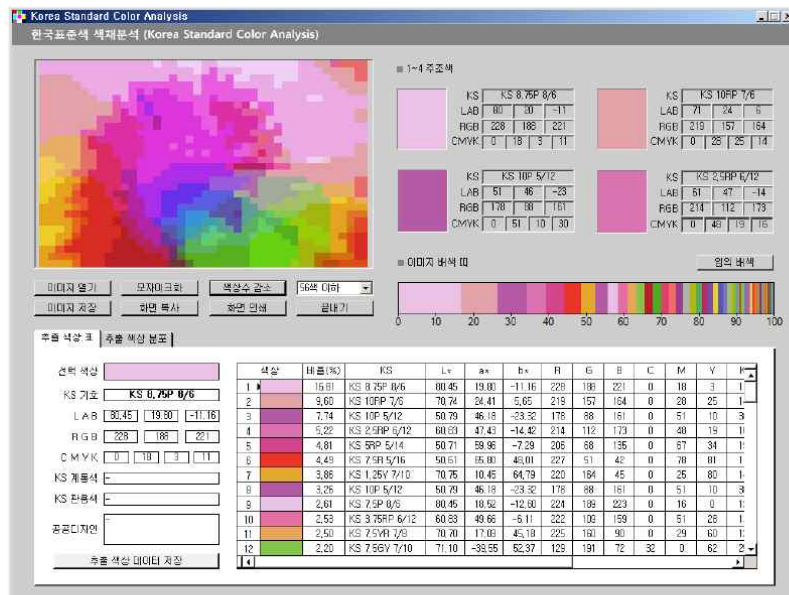 Korea Standard Color Analysis
한국표준색 색채분석 (Korea Standard Color Analysis)
1~4 주조색
KS KS 8,75P 8/6
LAB 80 20 -11
RGB 228 188 221
CMYK 0 18 3 11
KS KS 10RP 7/6
LAB 71 24 6
RGB 219 157 164
CMYK 0 28 25 14
KS KS 10P 5/12
LAB 51 46 -23
RGB 178 88 161
CMYK 0 51 10 30
KS KS 2,5RP 6/12
LAB 61 47 -14
RGB 214 112 173
CMYK 0 48 19 16
이미지 배색 띠
임의 배색
0 10 20 30 40 50 60 70 80 90 100
이미지 열기 모자이크화 색상수 감소 56색 이하
이미지 저장 화면 복사 화면 인쇄 끝내기
추출 색상 표 추출 색상 분포
선택 색상
KS 기호 KS 8,75P 8/6
LAB 80,45 19,80 -11,16
RGB 228 188 221
CMYK 0 18 3 11
KS 계통색 -
KS 관용색 -
공공디자인 -
추출 색상 데이터 저장
색상 비율(%) KS L* a* b* R G B C M Y K
1 16,81 KS 8,75P 8/6 80,45 19,80 -11,16 228 188 221 0 18 3
2 9,60 KS 10RP 7/6 70,74 24,41 5,65 219 157 164 0 28 25
3 7,74 KS 10P 5/12 50,79 46,18 -23,32 178 88 161 0 51 10
4 5,22 KS 2,5RP 6/12 60,83 47,43 -14,42 214 112 173 0 48 19
5 4,81 KS 5RP 5/14 50,71 59,96 -7,29 206 68 135 0 67 34
6 4,49 KS 7,5R 5/16 50,61 65,80 48,01 227 51 42 0 78 81
7 3,86 KS 1,25Y 7/10 70,75 10,45 64,79 220 164 45 0 25 80
8 3,26 KS 10P 5/12 50,79 46,18 -23,32 178 88 161 0 51 10
9 2,61 KS 7,5P 8/6 80,45 18,52 -12,60 224 189 223 0 16 0
10 2,53 KS 3,75RP 6/12 60,83 49,66 -6,11 222 109 159 0 51 28
11 2,50 KS 7,5YR 7/8 70,70 17,03 45,18 225 160 90 0 29 60
12 2,20 KS 7,5GY 7/10 71,10 -39,55 52,37 129 191 72 32 0 62